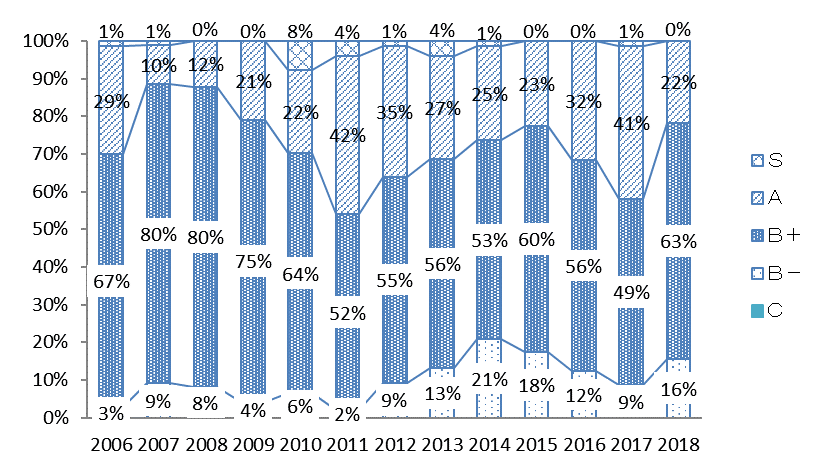 1% 1% 0% 0% 8% 4% 1% 4% 1% 0% 0% 1% 0%
100%
90%
80%
70%
60%
50%
40%
30%
20%
10%
0%
29% 10% 12% 21% 22% 42% 35% 27% 25% 23% 32% 41% 22%
67% 80% 80% 75% 64% 52% 55% 56% 53% 60% 56% 49% 63%
3% 9% 8% 4% 6% 2% 9% 13% 21% 18% 12% 9% 16%
2006 2007 2008 2009 2010 2011 2012 2013 2014 2015 2016 2017 2018
S
A
B+
B−
C